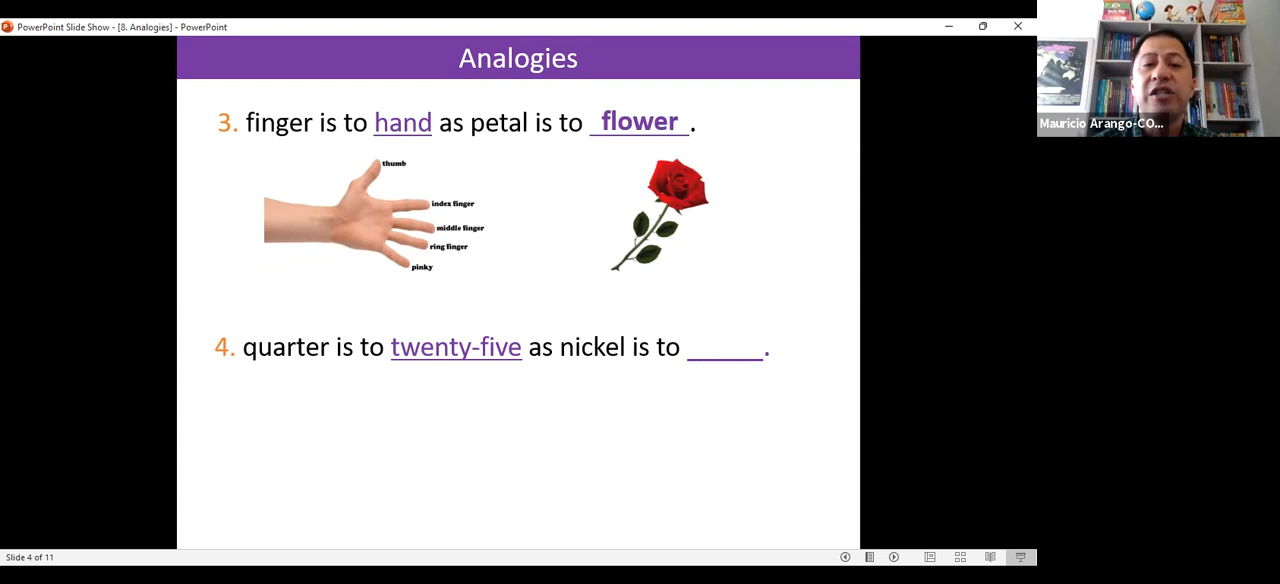 PowerPoint Slide Show - [8. Analogies] - PowerPoint
Analogies
3. finger is to hand as petal is to flower.
thumb
index finger
middle finger
ring finger
pinky
4. quarter is to twenty-five as nickel is to ______.
Mauricio Arango-CO...
Slide 4 of 11